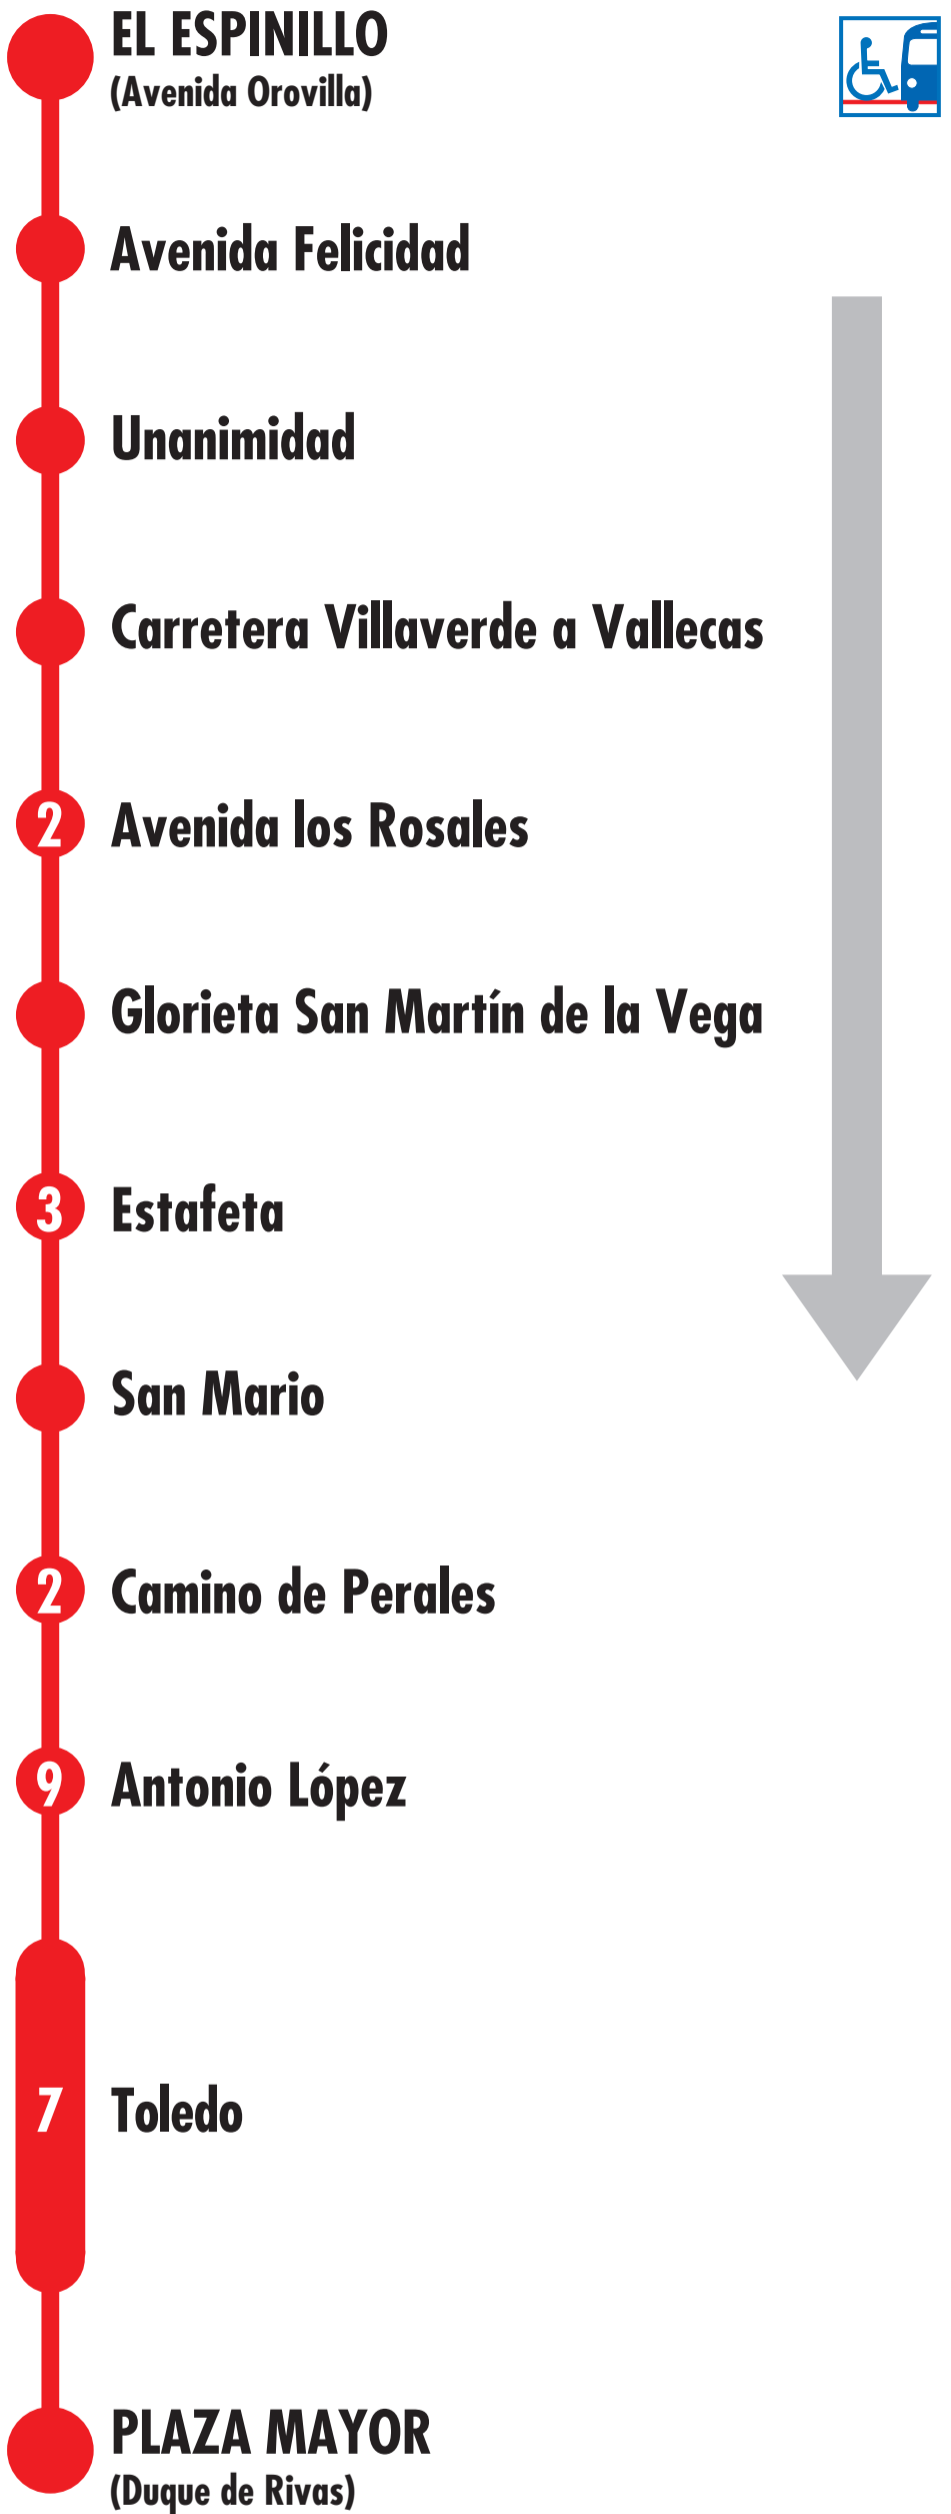 EL ESPINILLO
(Avenida Orovilla)
Avenida Felicidad
Unanimidad
Carretera Villaverde a Vallecas
2 Avenida los Rosales
Glorieta San Martín de la Vega
3 Estafeta
San Mario
2 Camino de Perales
9 Antonio López
7 Toledo
PLAZA MAYOR
(Duque de Rivas)